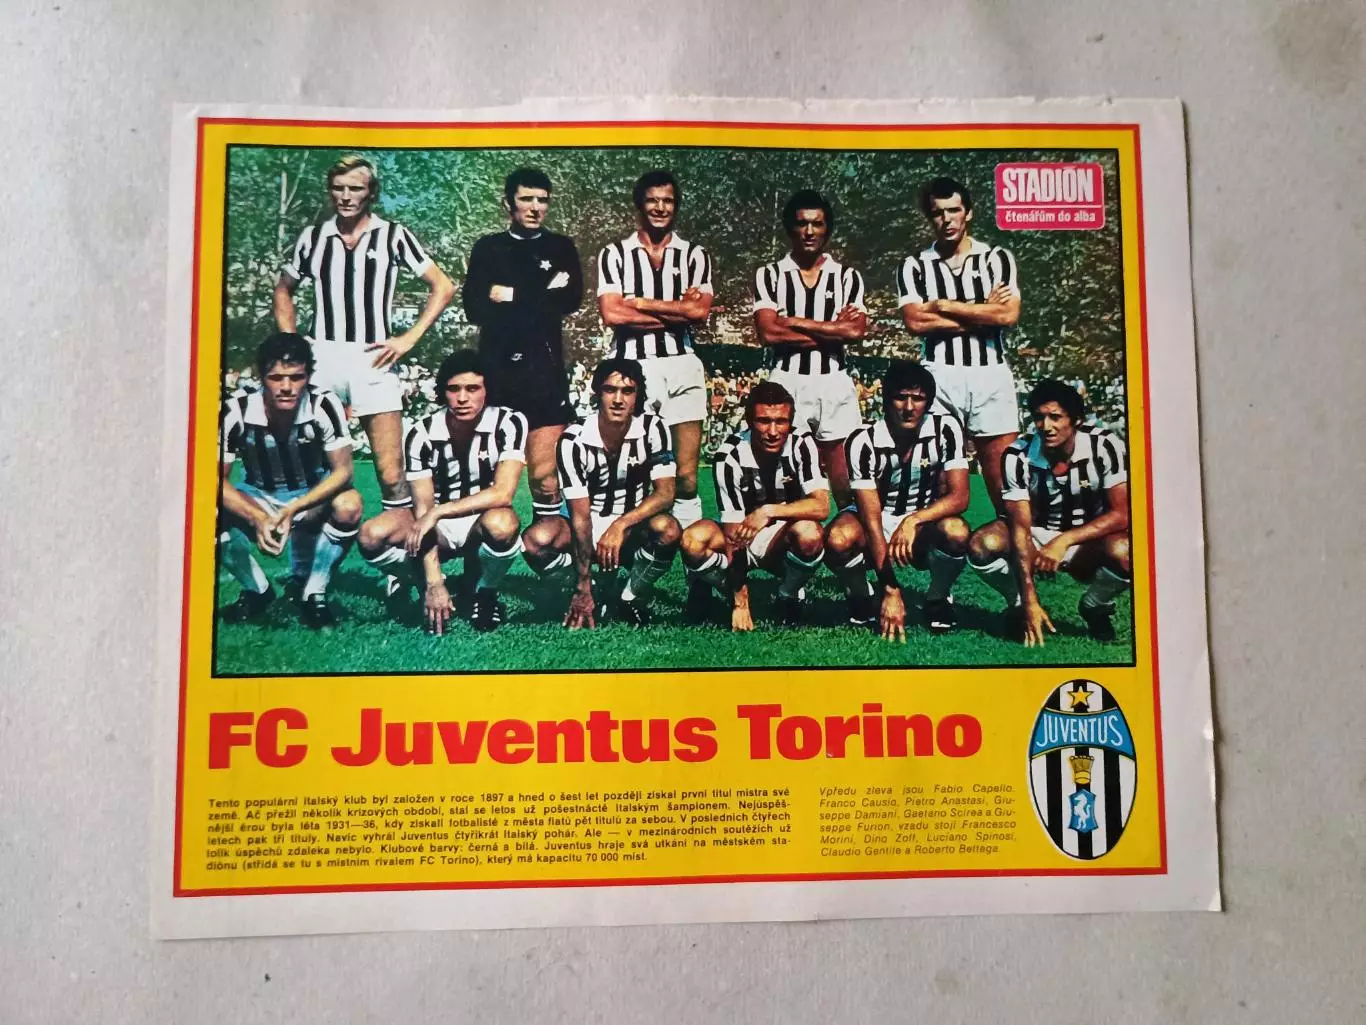 STADIÓN
čtenářům do alba
FC Juventus Torino
JUVENTUS
Tento populární italský klub byl založen v roce 1897 a hned o šest let později získal první titul mistra své
země. Ač přežil několik krizových období, stal se letos už pošestnácté italským šampionem. Nejúspěš-
nější érou byla léta 1931—36, kdy získali fotbalisté z města fiatů pět titulů za sebou. V posledních čtyřech
letech pak tři tituly. Navíc vyhrál Juventus čtyřikrát Italský pohár. Ale — v mezinárodních soutěžích už
tolik úspěchů zdaleka nebylo. Klubové barvy: černá a bílá. Juventus hraje svá utkání na městském sta-
diónu (střídá se tu s místním rivalem FC Torino), který má kapacitu 70 000 míst.
Vpředu zleva jsou Fabio Capello,
Franco Causio, Pietro Anastasi, Giu-
seppe Damiani, Gaetano Scirea a Giu-
seppe Furion, vzadu stojí Francesco
Morini, Dino Zoff, Luciano Spinosi,
Claudio Gentile a Roberto Bettega.